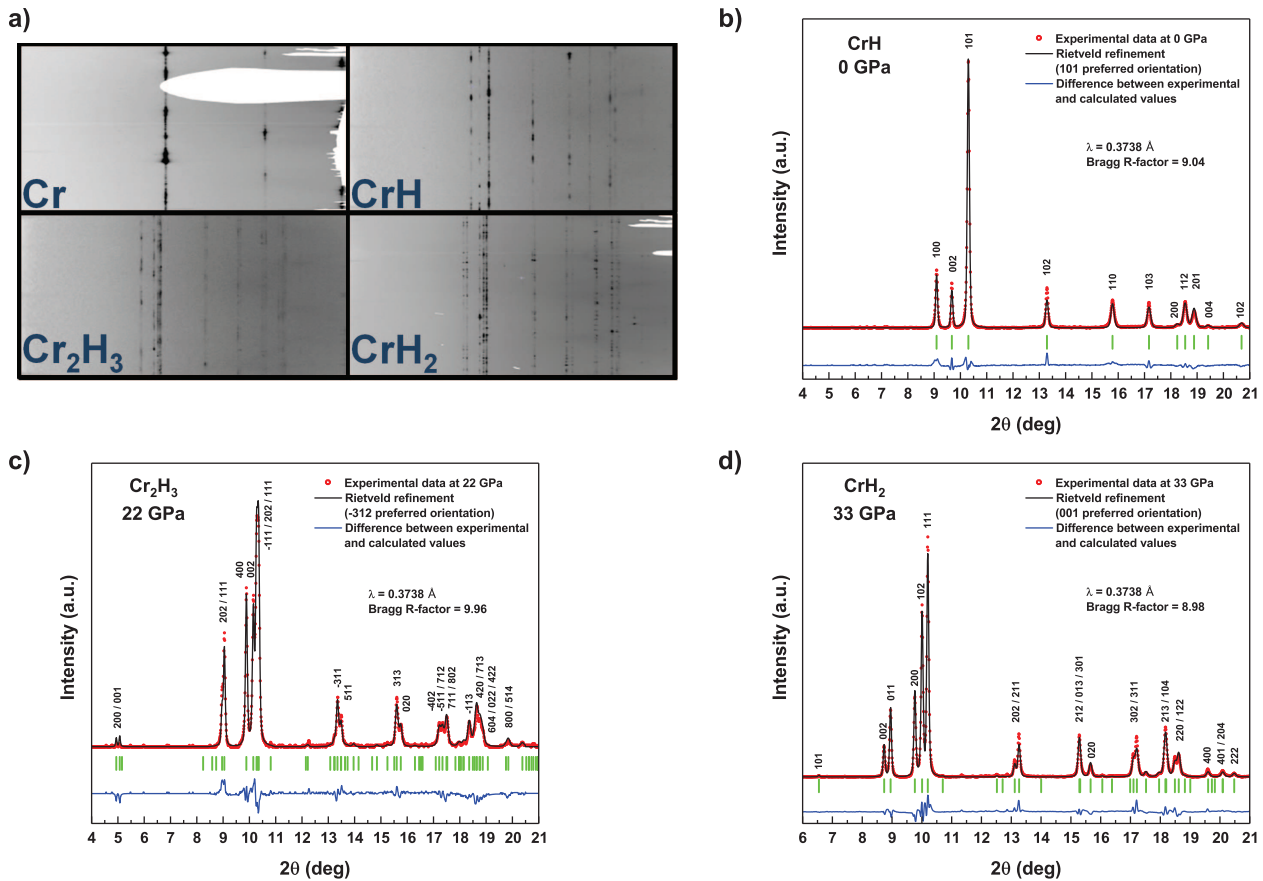 a)
Cr
CrH
Cr2H3
CrH2
b)
CrH
0 GPa
Experimental data at 0 GPa
Rietveld refinement
(101 preferred orientation)
Difference between experimental
and calculated values
λ = 0.3738 Å
Bragg R-factor = 9.04
100
002
101
102
110
103
200
112
201
004
102
Intensity (a.u.)
4 5 6 7 8 9 10 11 12 13 14 15 16 17 18 19 20 21
2θ (deg)
c)
Cr2H3
22 GPa
Experimental data at 22 GPa
Rietveld refinement
(-312 preferred orientation)
Difference between experimental
and calculated values
λ = 0.3738 Å
Bragg R-factor = 9.96
200 / 001
202 / 111
400
002
-111 / 202 / 111
-311
511
313
020
-402
-511 / 712
711 / 802
-113
420 / 713
604 / 022 / 422
800 / 514
Intensity (a.u.)
4 5 6 7 8 9 10 11 12 13 14 15 16 17 18 19 20 21
2θ (deg)
d)
CrH2
33 GPa
Experimental data at 33 GPa
Rietveld refinement
(001 preferred orientation)
Difference between experimental
and calculated values
λ = 0.3738 Å
Bragg R-factor = 8.98
101
002
011
200
102
111
202 / 211
212 / 013 / 301
020
302 / 311
213 / 104
220 / 122
400
401 / 204
222
Intensity (a.u.)
6 7 8 9 10 11 12 13 14 15 16 17 18 19 20 21
2θ (deg)